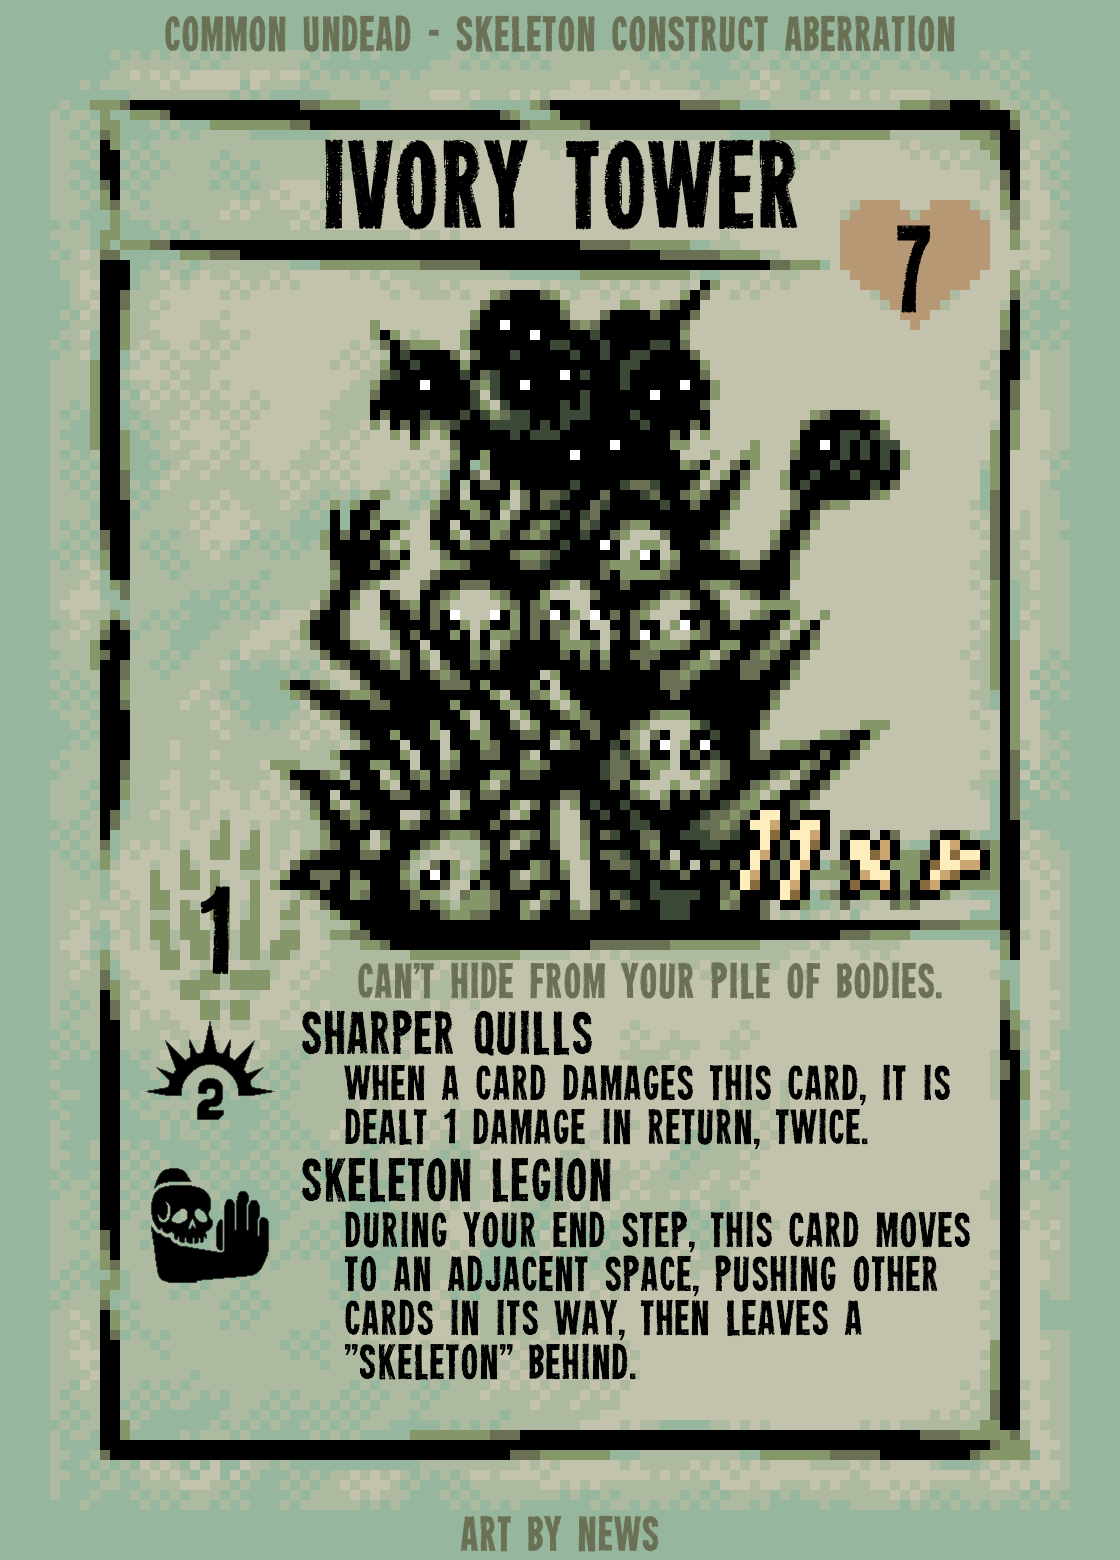 COMMON UNDEAD - SKELETON CONSTRUCT ABERRATION
IVORY TOWER
7
11 XP
1
CAN'T HIDE FROM YOUR PILE OF BODIES.
SHARPER QUILLS
2
WHEN A CARD DAMAGES THIS CARD, IT IS
DEALT 1 DAMAGE IN RETURN, TWICE.
SKELETON LEGION
DURING YOUR END STEP, THIS CARD MOVES
TO AN ADJACENT SPACE, PUSHING OTHER
CARDS IN ITS WAY, THEN LEAVES A
"SKELETON" BEHIND.
ART BY NEWS